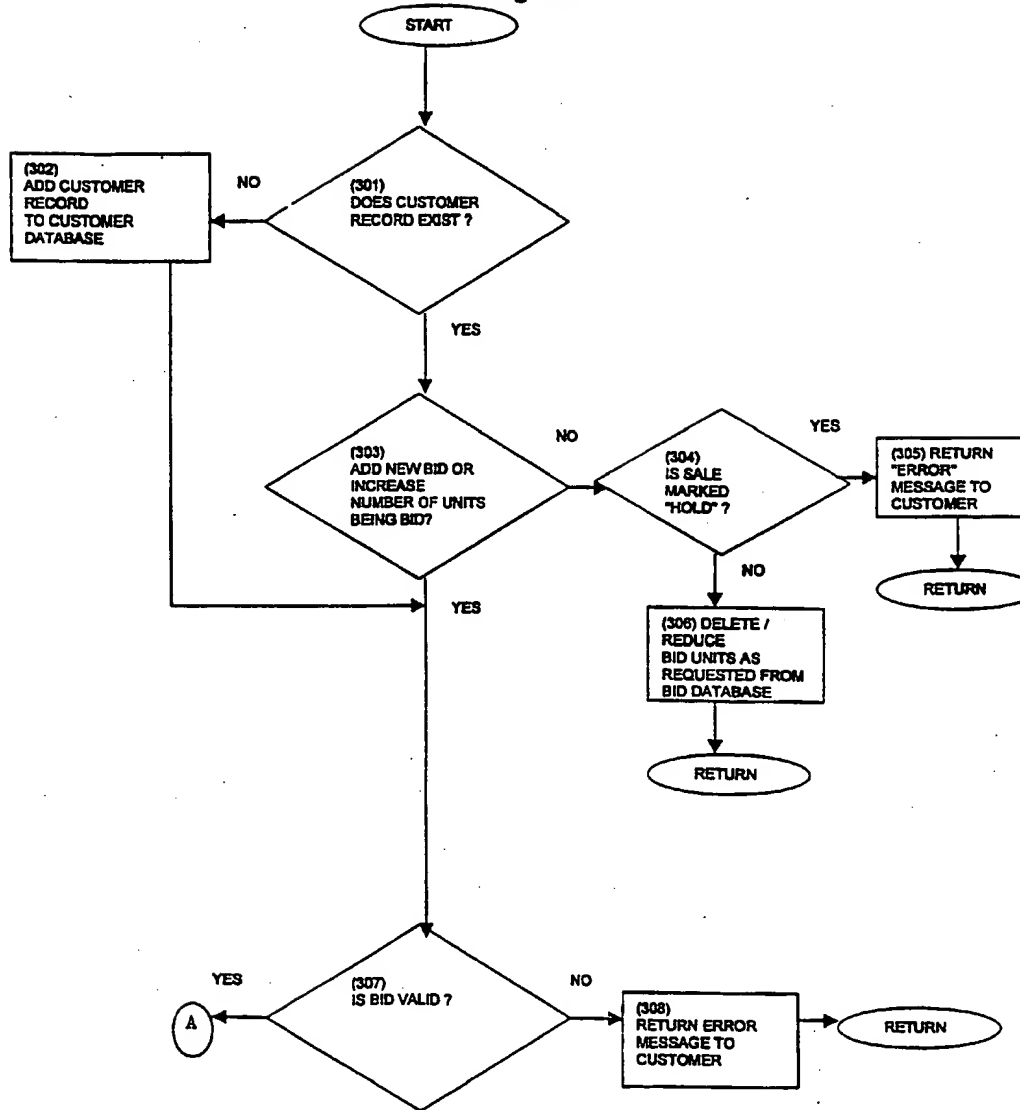 START
(302)
ADD CUSTOMER
RECORD
TO CUSTOMER
DATABASE
NO
(301)
DOES CUSTOMER
RECORD EXIST ?
YES
(303)
ADD NEW BID OR
INCREASE
NUMBER OF UNITS
BEING BID?
NO
(304)
IS SALE
MARKED
"HOLD" ?
YES
(305) RETURN
"ERROR"
MESSAGE TO
CUSTOMER
RETURN
NO
YES
(306) DELETE /
REDUCE
BID UNITS AS
REQUESTED FROM
BID DATABASE
RETURN
YES
A
(307)
IS BID VALID ?
NO
(308)
RETURN ERROR
MESSAGE TO
CUSTOMER
RETURN